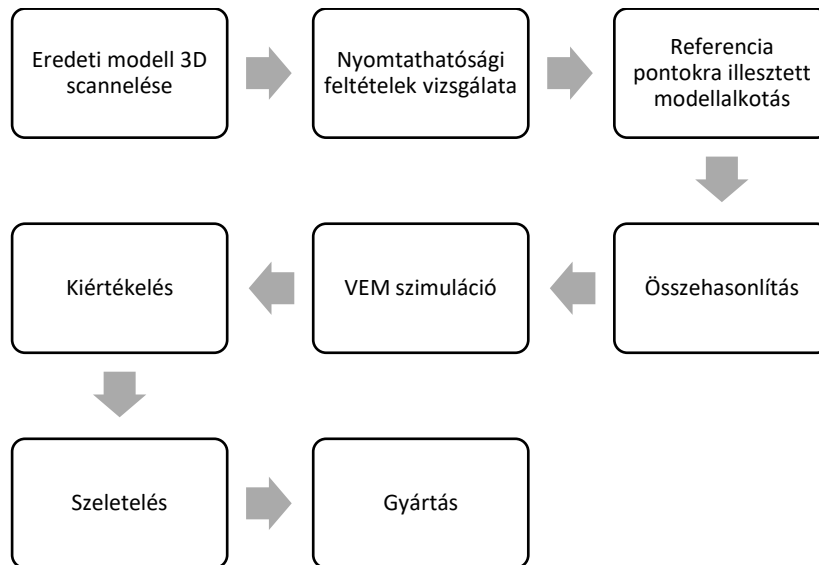 Eredeti modell 3D
scannelése
Nyomtathatósági
feltételek vizsgálata
Referencia
pontokra illesztett
modellalkotás
Összehasonlítás
VEM szimuláció
Kiértékelés
Szeletelés
Gyártás